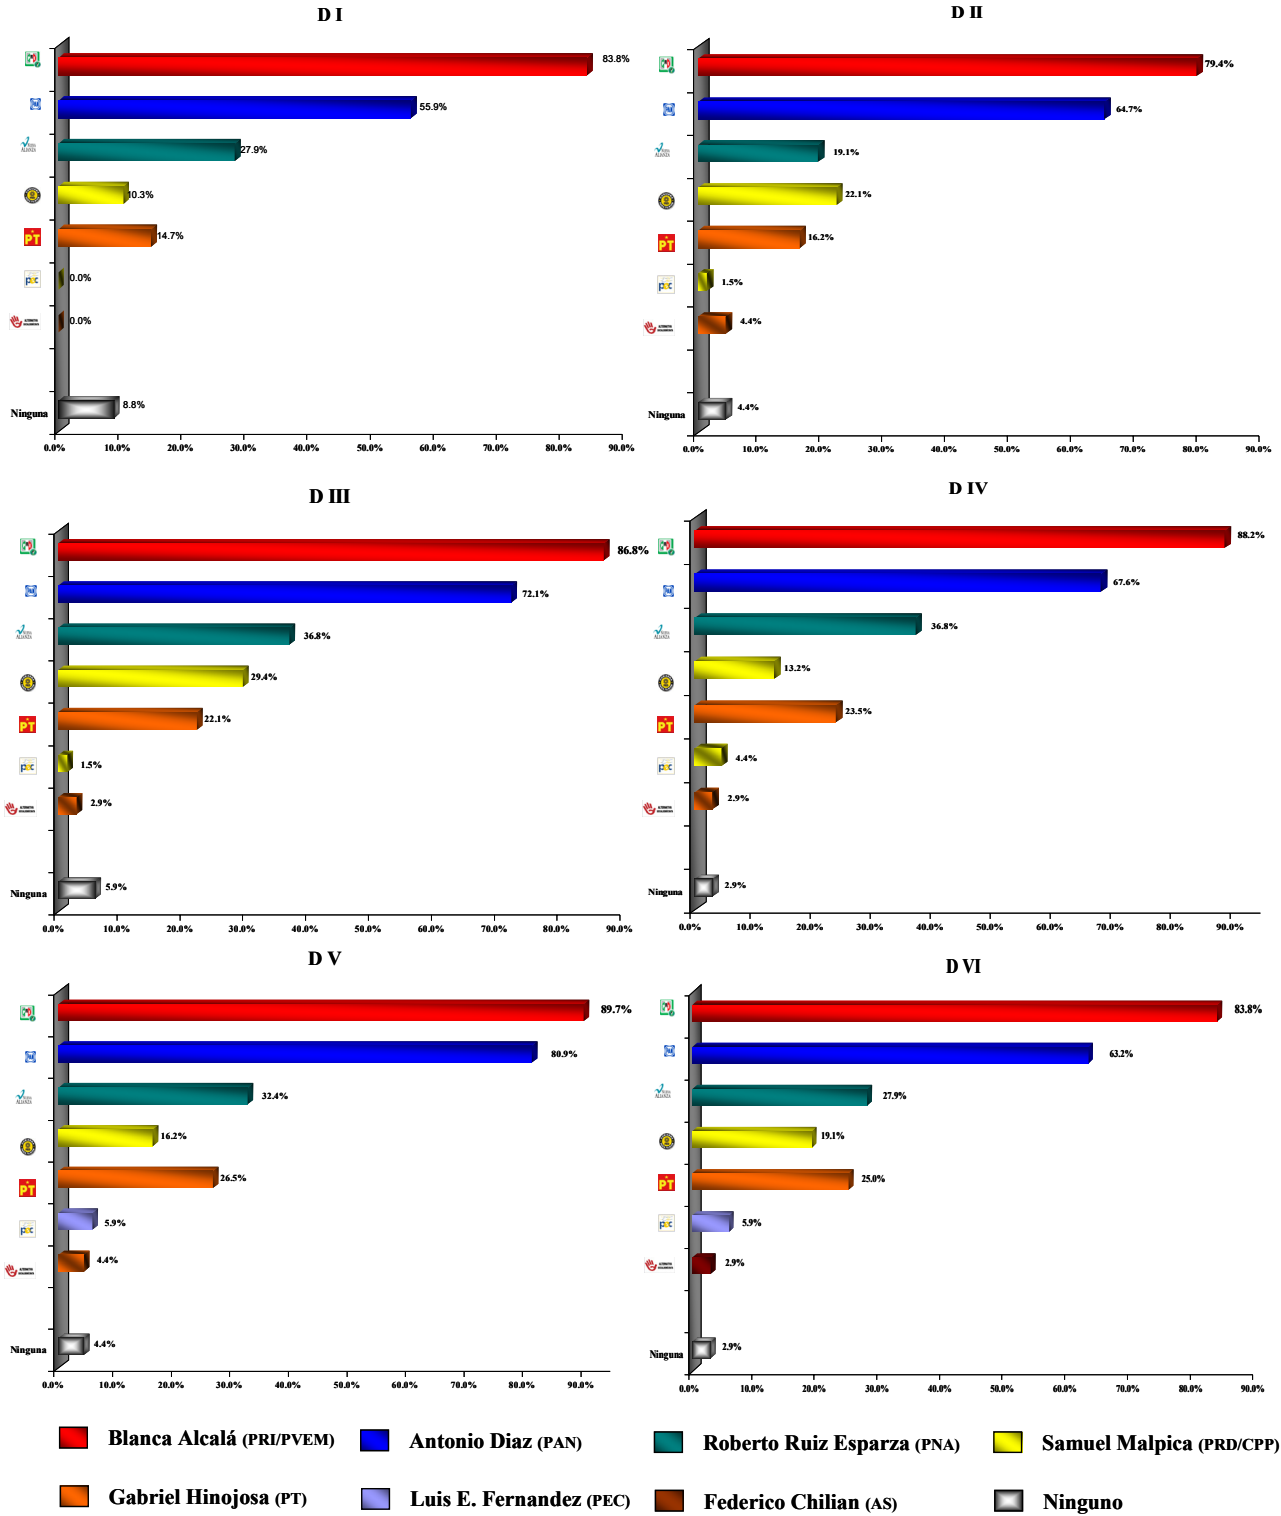 D I
83.8%
55.9%
27.9%
10.3%
PT
14.7%
pec
0.0%
0.0%
Ninguna
8.8%
0.0% 10.0% 20.0% 30.0% 40.0% 50.0% 60.0% 70.0% 80.0% 90.0%
D II
79.4%
64.7%
19.1%
22.1%
PT
16.2%
pec
1.5%
4.4%
Ninguna
4.4%
0.0% 10.0% 20.0% 30.0% 40.0% 50.0% 60.0% 70.0% 80.0% 90.0%
D III
86.8%
72.1%
36.8%
29.4%
PT
22.1%
pec
1.5%
2.9%
Ninguna
5.9%
0.0% 10.0% 20.0% 30.0% 40.0% 50.0% 60.0% 70.0% 80.0% 90.0%
D IV
88.2%
67.6%
36.8%
13.2%
PT
23.5%
pec
4.4%
2.9%
Ninguna
2.9%
0.0% 10.0% 20.0% 30.0% 40.0% 50.0% 60.0% 70.0% 80.0% 90.0%
D V
89.7%
80.9%
32.4%
16.2%
PT
26.5%
pec
5.9%
4.4%
Ninguna
4.4%
0.0% 10.0% 20.0% 30.0% 40.0% 50.0% 60.0% 70.0% 80.0% 90.0%
D VI
83.8%
63.2%
27.9%
19.1%
PT
25.0%
pec
5.9%
2.9%
Ninguna
2.9%
0.0% 10.0% 20.0% 30.0% 40.0% 50.0% 60.0% 70.0% 80.0% 90.0%
Blanca Alcalá (PRI/PVEM)
Antonio Diaz (PAN)
Roberto Ruiz Esparza (PNA)
Samuel Malpica (PRD/CPP)
Gabriel Hinojosa (PT)
Luis E. Fernandez (PEC)
Federico Chilian (AS)
Ninguno